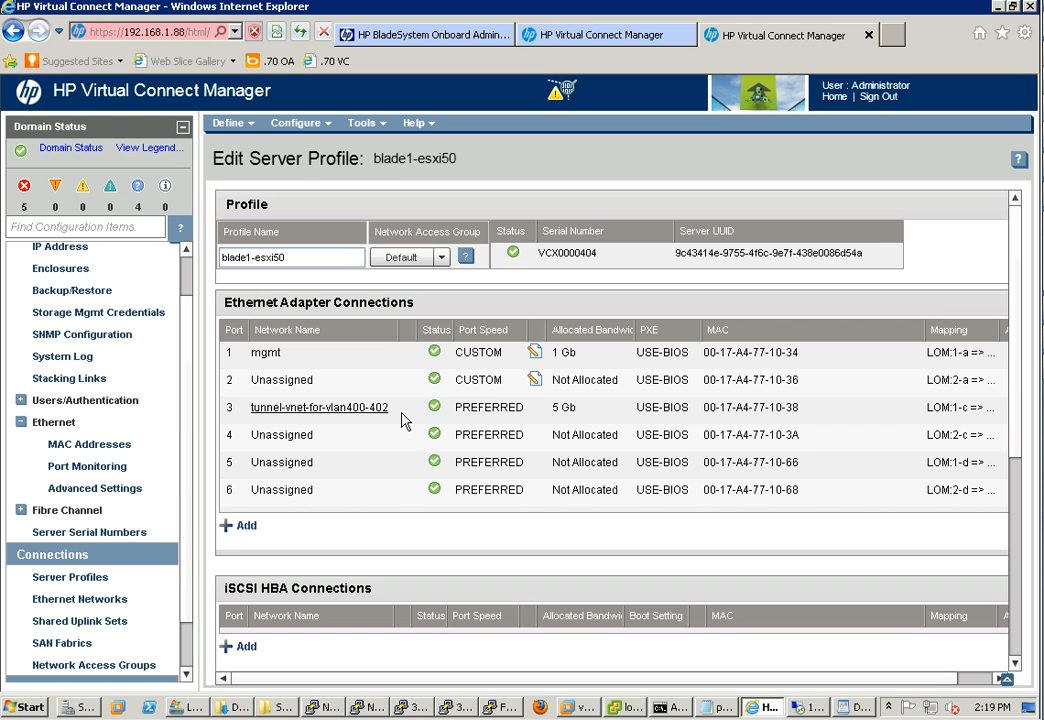 HP Virtual Connect Manager - Windows Internet Explorer
https://192.168.1.88/html/
HP BladeSystem Onboard Admin...
HP Virtual Connect Manager
HP Virtual Connect Manager
Suggested Sites
Web Slice Gallery
.70 OA
.70 VC
HP Virtual Connect Manager
User : Administrator
Home | Sign Out
Domain Status
Domain Status View Legend...
5 0 0 0 4 0
Find Configuration Items.
?
IP Address
Enclosures
Backup/Restore
Storage Mgmt Credentials
SNMP Configuration
System Log
Stacking Links
Users/Authentication
Ethernet
MAC Addresses
Port Monitoring
Advanced Settings
Fibre Channel
Server Serial Numbers
Connections
Server Profiles
Ethernet Networks
Shared Uplink Sets
SAN Fabrics
Network Access Groups
Define Configure Tools Help
Edit Server Profile: blade1-esxi50
?
Profile
Profile Name Network Access Group Status Serial Number Server UUID
blade1-esxi50 Default ? VCX0000404 9c43414e-9755-4f6c-9e7f-438e0086d54a
Ethernet Adapter Connections
Port Network Name Status Port Speed Allocated Bandwidt PXE MAC Mapping
1 mgmt CUSTOM 1 Gb USE-BIOS 00-17-A4-77-10-34 LOM:1-a => ...
2 Unassigned CUSTOM Not Allocated USE-BIOS 00-17-A4-77-10-36 LOM:2-a => ...
3 tunnel-vnet-for-vlan400-402 PREFERRED 5 Gb USE-BIOS 00-17-A4-77-10-38 LOM:1-c => ...
4 Unassigned PREFERRED Not Allocated USE-BIOS 00-17-A4-77-10-3A LOM:2-c => ...
5 Unassigned PREFERRED Not Allocated USE-BIOS 00-17-A4-77-10-66 LOM:1-d => ...
6 Unassigned PREFERRED Not Allocated USE-BIOS 00-17-A4-77-10-68 LOM:2-d => ...
Add
iSCSI HBA Connections
Port Network Name Status Port Speed Allocated Bandwi Boot Setting MAC Mapping
Add
Start S... L... D... S... N... N... 3... 3... F... v... lo... A... p... H... 1... D... 2:19 PM